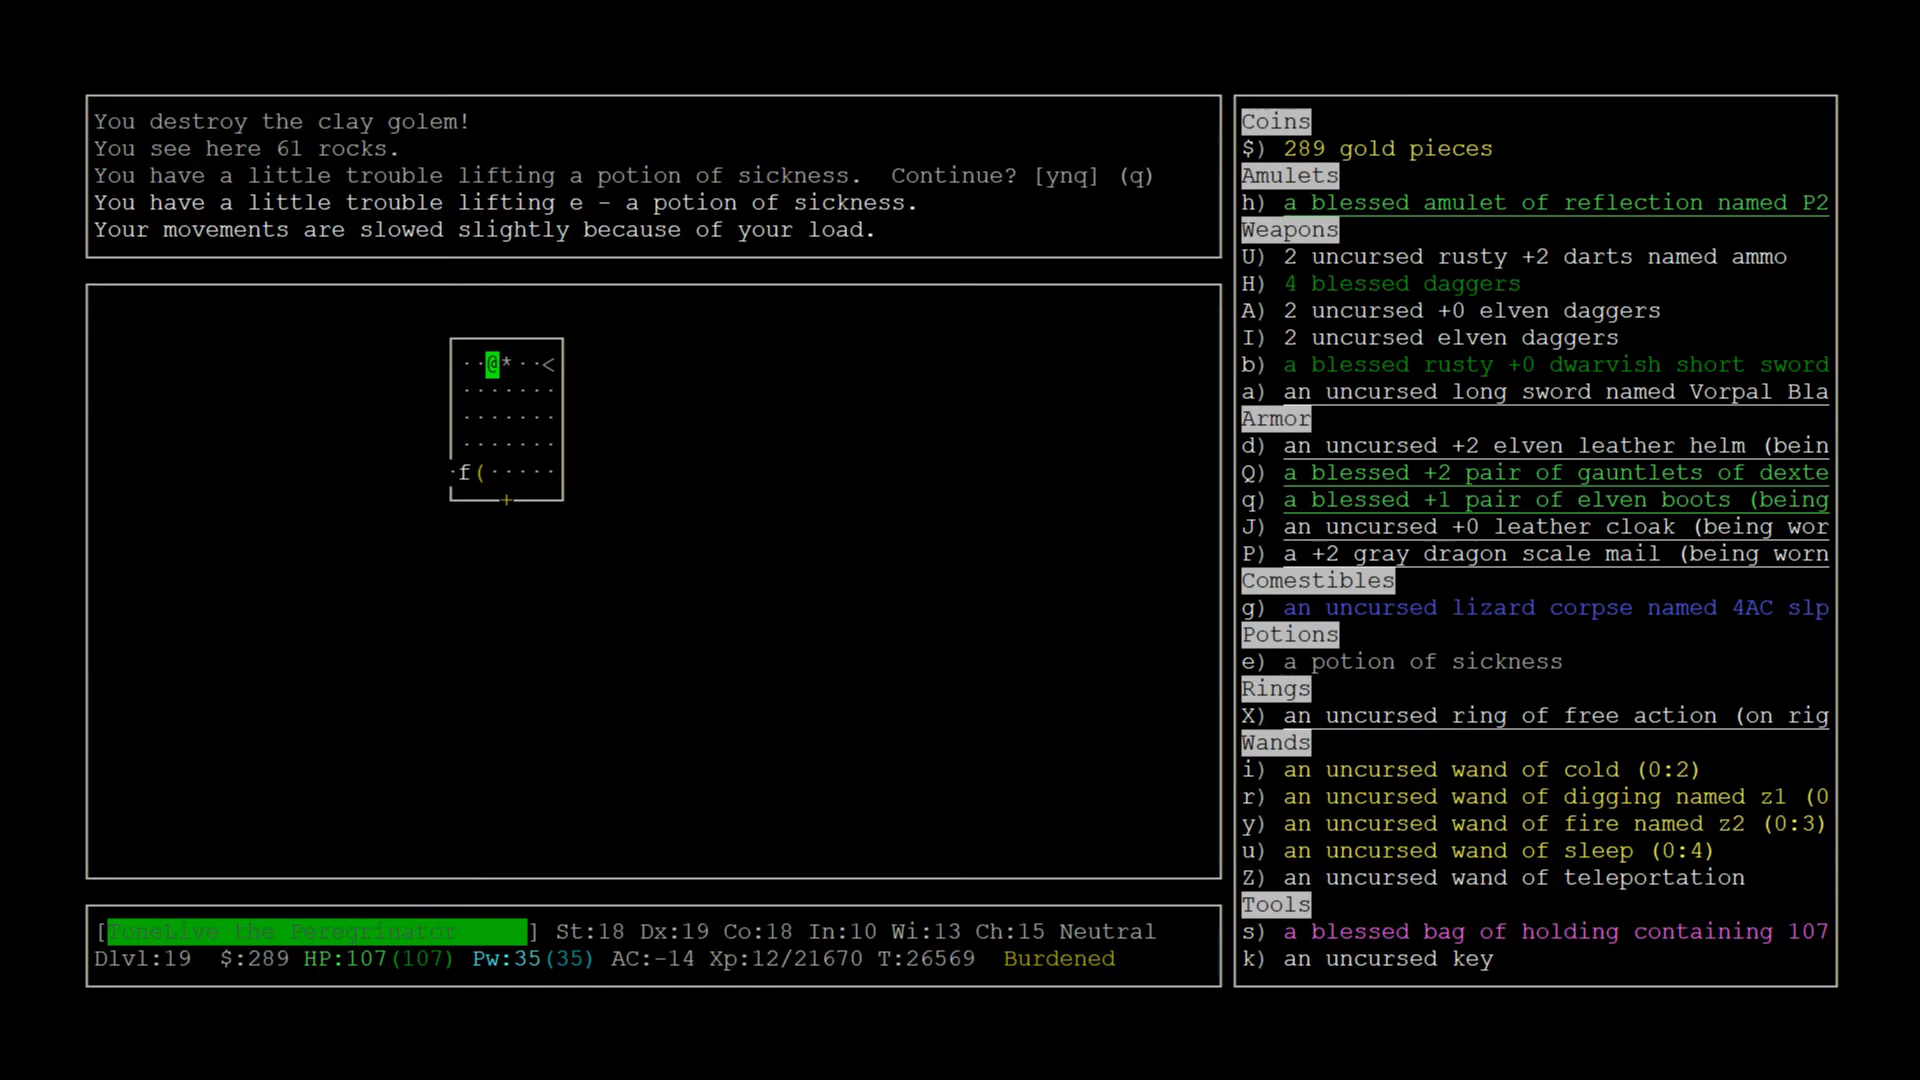 You destroy the clay golem!
You see here 61 rocks.
You have a little trouble lifting a potion of sickness.  Continue? [ynq] (q)
You have a little trouble lifting e - a potion of sickness.
Your movements are slowed slightly because of your load.
··@*··<
·······
·······
·······
·f(·····
+
[ToneLive the Peregrinator     ] St:18 Dx:19 Co:18 In:10 Wi:13 Ch:15 Neutral
Dlvl:19  $:289 HP:107(107) Pw:35(35) AC:-14 Xp:12/21670 T:26569  Burdened
Coins
$) 289 gold pieces
Amulets
h) a blessed amulet of reflection named P2
Weapons
U) 2 uncursed rusty +2 darts named ammo
H) 4 blessed daggers
A) 2 uncursed +0 elven daggers
I) 2 uncursed elven daggers
b) a blessed rusty +0 dwarvish short sword
a) an uncursed long sword named Vorpal Bla
Armor
d) an uncursed +2 elven leather helm (bein
Q) a blessed +2 pair of gauntlets of dexte
q) a blessed +1 pair of elven boots (being
J) an uncursed +0 leather cloak (being wor
P) a +2 gray dragon scale mail (being worn
Comestibles
g) an uncursed lizard corpse named 4AC slp
Potions
e) a potion of sickness
Rings
X) an uncursed ring of free action (on rig
Wands
i) an uncursed wand of cold (0:2)
r) an uncursed wand of digging named z1 (0
y) an uncursed wand of fire named z2 (0:3)
u) an uncursed wand of sleep (0:4)
Z) an uncursed wand of teleportation
Tools
s) a blessed bag of holding containing 107
k) an uncursed key